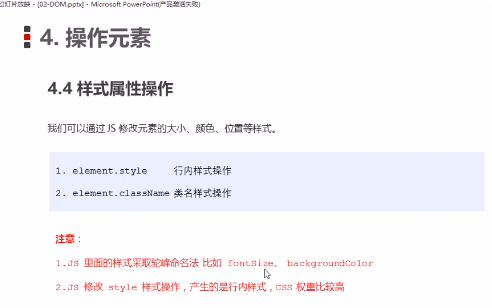 幻灯片放映 - [02-DOM.pptx] - Microsoft PowerPoint(产品激活失败)
4. 操作元素
4.4 样式属性操作
我们可以通过 JS 修改元素的大小、颜色、位置等样式。
1. element.style 行内样式操作
2. element.className 类名样式操作
注意：
1.JS 里面的样式采取驼峰命名法 比如 fontSize、 backgroundColor
2.JS 修改 style 样式操作，产生的是行内样式，CSS 权重比较高